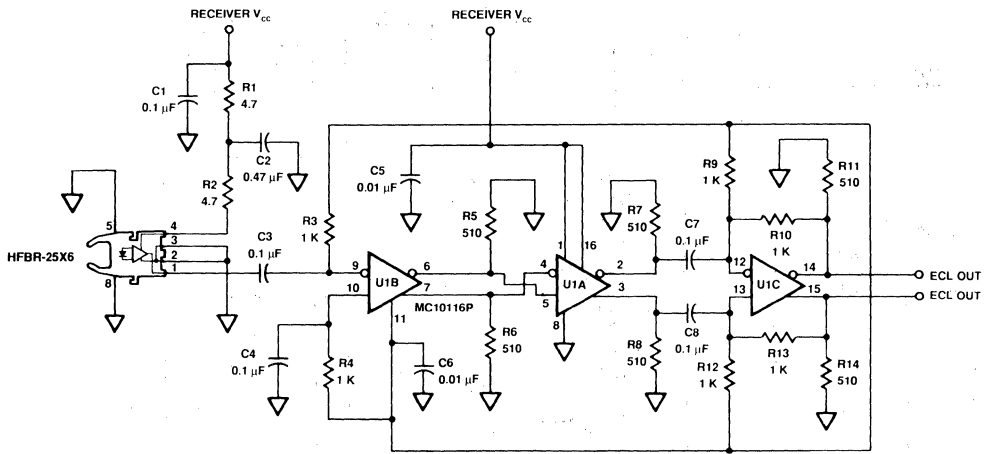 RECEIVER Vcc
RECEIVER Vcc
C1
0.1 µF
R1
4.7
C2
0.47 µF
R2
4.7
HFBR-25X6
5
4
3
2
1
8
C3
0.1 µF
R3
1 K
C4
0.1 µF
R4
1 K
9
10
U1B
6
7
11
MC10116P
C5
0.01 µF
C6
0.01 µF
R5
510
R6
510
1
16
4
5
U1A
2
3
8
R7
510
C7
0.1 µF
C8
0.1 µF
R8
510
R9
1 K
R10
1 K
R11
510
12
13
U1C
14
15
R12
1 K
R13
1 K
R14
510
ECL OUT
ECL OUT